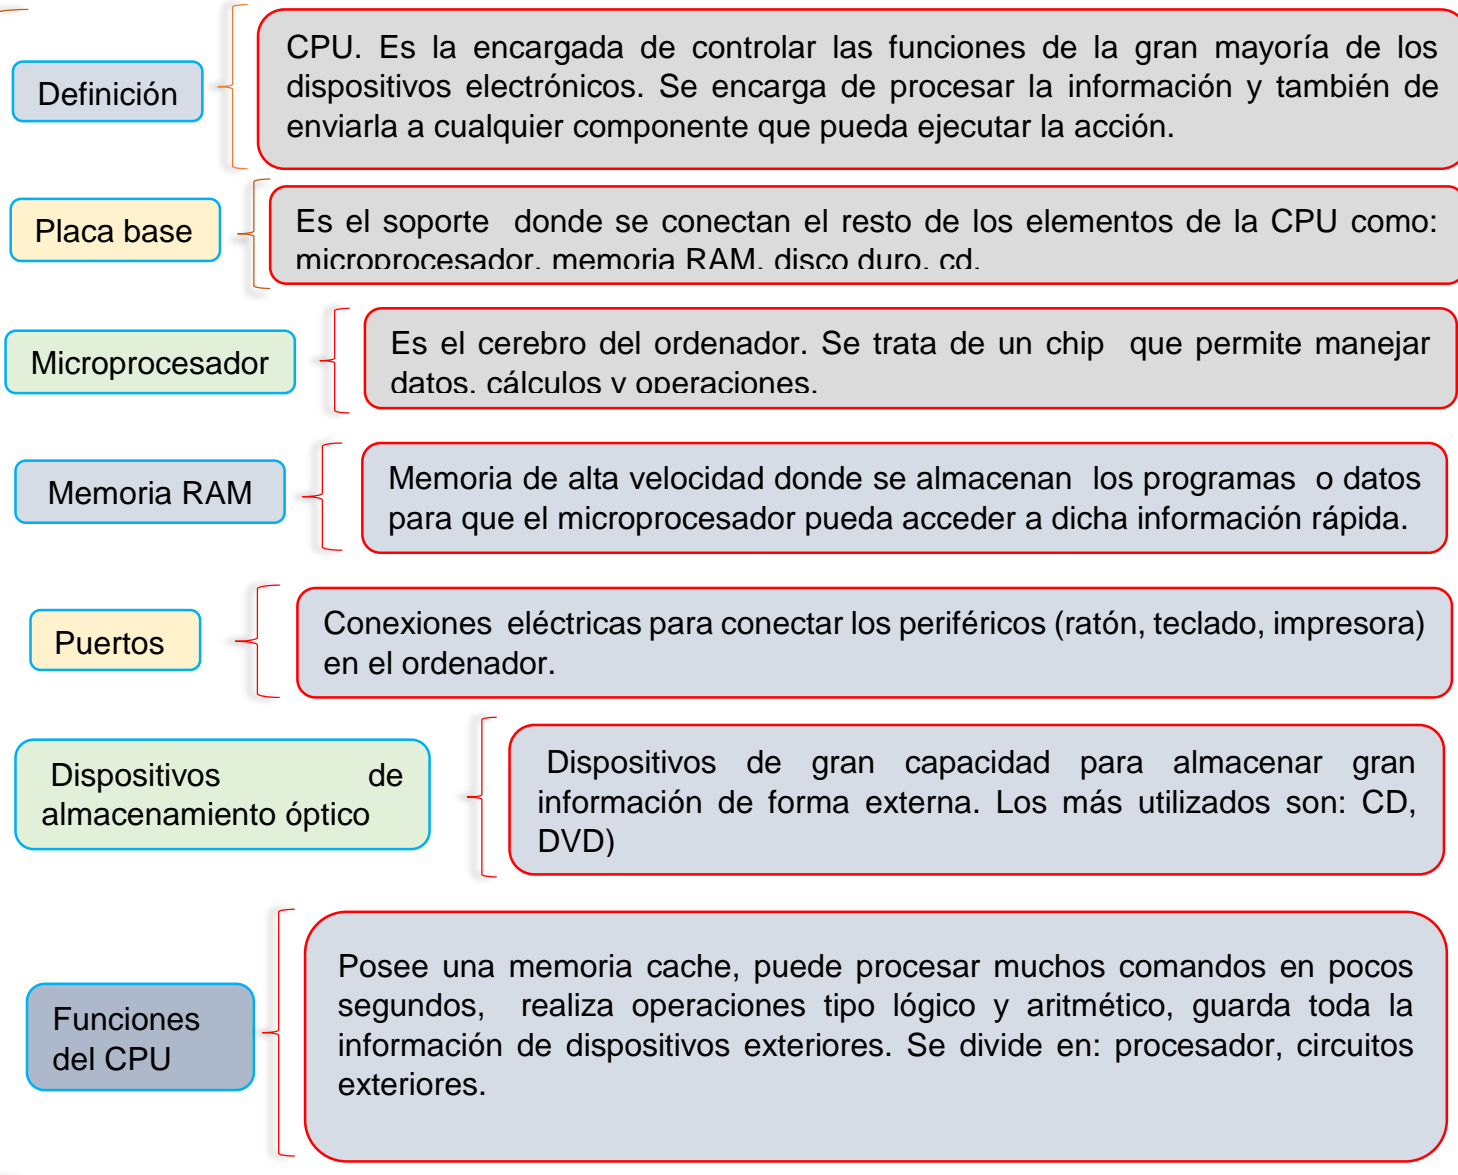 Definición
CPU. Es la encargada de controlar las funciones de la gran mayoría de los
dispositivos electrónicos. Se encarga de procesar la información y también de
enviarla a cualquier componente que pueda ejecutar la acción.
Placa base
Es el soporte donde se conectan el resto de los elementos de la CPU como:
microprocesador, memoria RAM, disco duro, cd.
Microprocesador
Es el cerebro del ordenador. Se trata de un chip que permite manejar
datos, cálculos y operaciones.
Memoria RAM
Memoria de alta velocidad donde se almacenan los programas o datos
para que el microprocesador pueda acceder a dicha información rápida.
Puertos
Conexiones eléctricas para conectar los periféricos (ratón, teclado, impresora)
en el ordenador.
Dispositivos de
almacenamiento óptico
Dispositivos de gran capacidad para almacenar gran
información de forma externa. Los más utilizados son: CD,
DVD)
Funciones
del CPU
Posee una memoria cache, puede procesar muchos comandos en pocos
segundos, realiza operaciones tipo lógico y aritmético, guarda toda la
información de dispositivos exteriores. Se divide en: procesador, circuitos
exteriores.